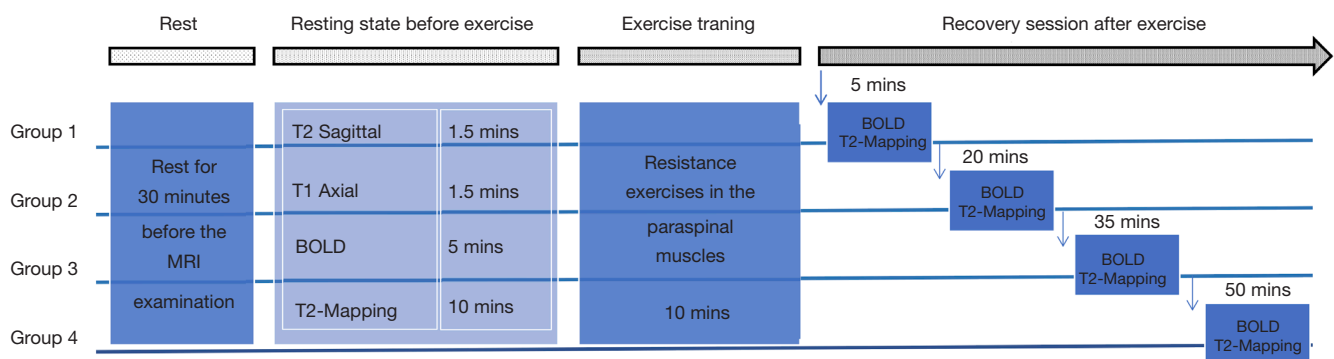 Rest
Resting state before exercise
Exercise traning
Recovery session after exercise
Group 1
Group 2
Group 3
Group 4
Rest for
30 minutes
before the
MRI
examination
T2 Sagittal 1.5 mins
T1 Axial 1.5 mins
BOLD 5 mins
T2-Mapping 10 mins
Resistance
exercises in the
paraspinal
muscles
10 mins
5 mins
BOLD
T2-Mapping
20 mins
BOLD
T2-Mapping
35 mins
BOLD
T2-Mapping
50 mins
BOLD
T2-Mapping